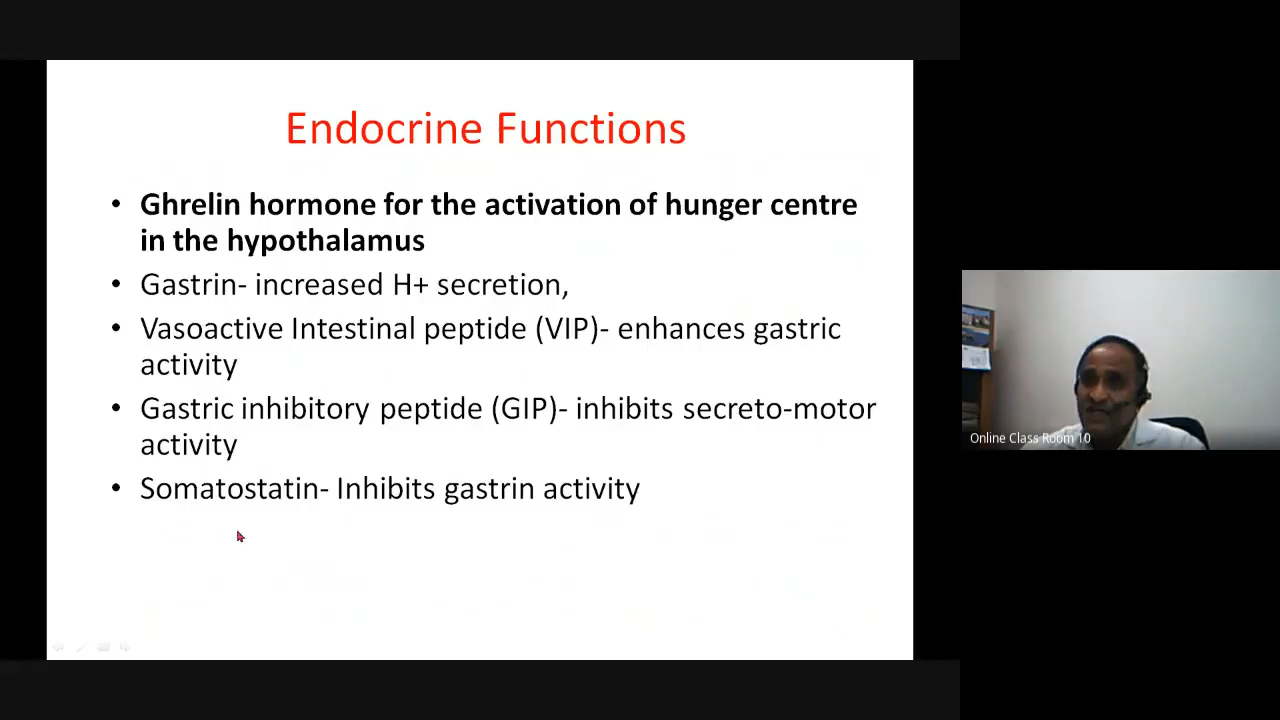 Endocrine Functions
• Ghrelin hormone for the activation of hunger centre
in the hypothalamus
• Gastrin- increased H+ secretion,
• Vasoactive Intestinal peptide (VIP)- enhances gastric
activity
• Gastric inhibitory peptide (GIP)- inhibits secreto-motor
activity
• Somatostatin- Inhibits gastrin activity
Online Class Room 10